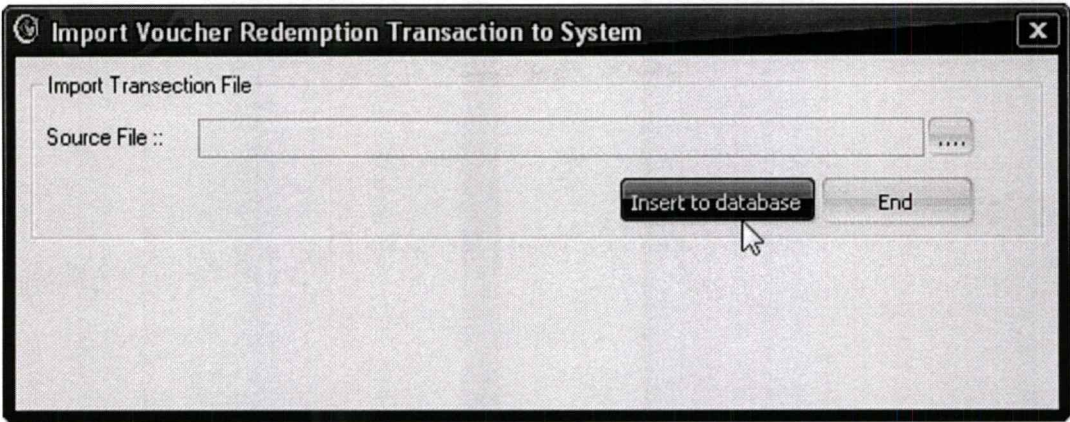 Import Voucher Redemption Transaction to System
Import Transection File
Source File ::
....
Insert to database
End